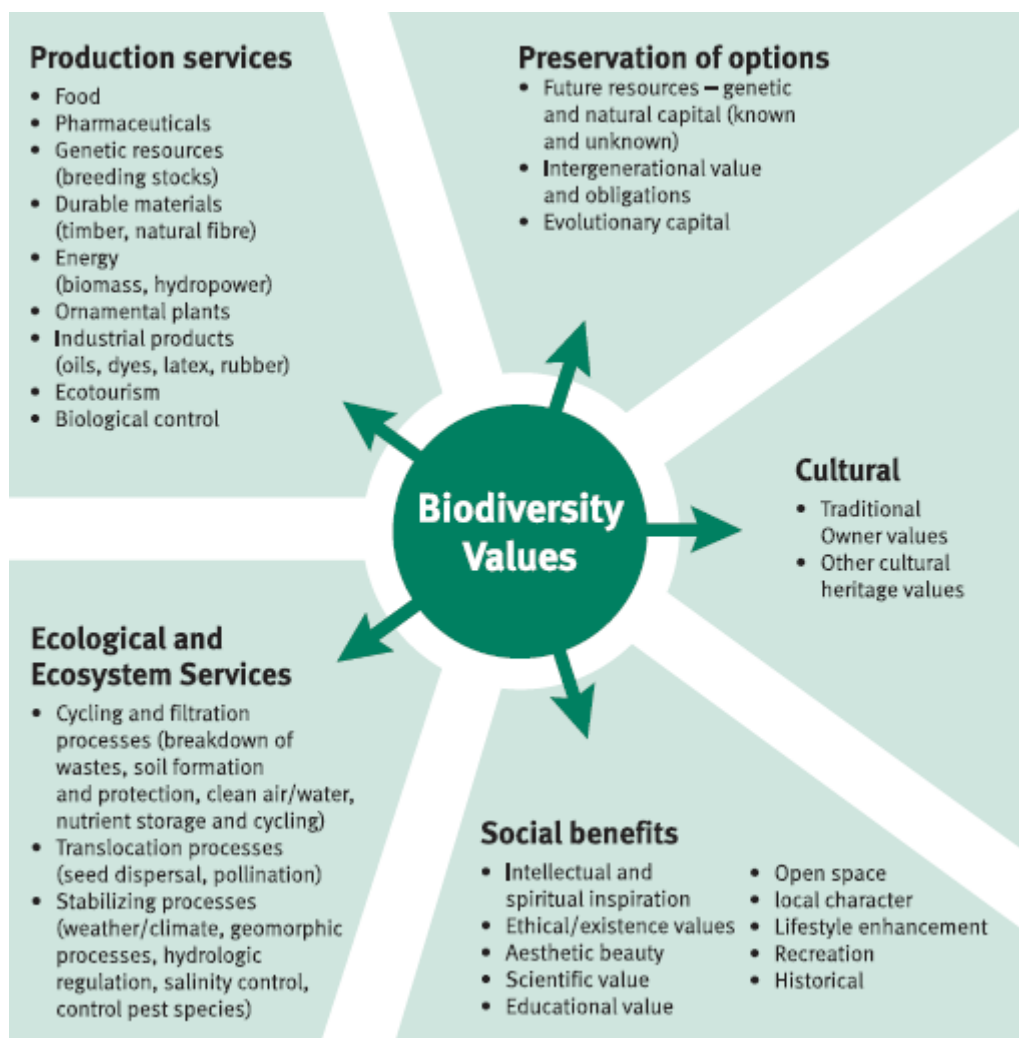 Production services
• Food
• Pharmaceuticals
• Genetic resources
(breeding stocks)
• Durable materials
(timber, natural fibre)
• Energy
(biomass, hydropower)
• Ornamental plants
• Industrial products
(oils, dyes, latex, rubber)
• Ecotourism
• Biological control
Preservation of options
• Future resources – genetic
and natural capital (known
and unknown)
• Intergenerational value
and obligations
• Evolutionary capital
Biodiversity
Values
Cultural
• Traditional
Owner values
• Other cultural
heritage values
Ecological and
Ecosystem Services
• Cycling and filtration
processes (breakdown of
wastes, soil formation
and protection, clean air/water,
nutrient storage and cycling)
• Translocation processes
(seed dispersal, pollination)
• Stabilizing processes
(weather/climate, geomorphic
processes, hydrologic
regulation, salinity control,
control pest species)
Social benefits
• Intellectual and
spiritual inspiration
• Ethical/existence values
• Aesthetic beauty
• Scientific value
• Educational value
• Open space
• local character
• Lifestyle enhancement
• Recreation
• Historical